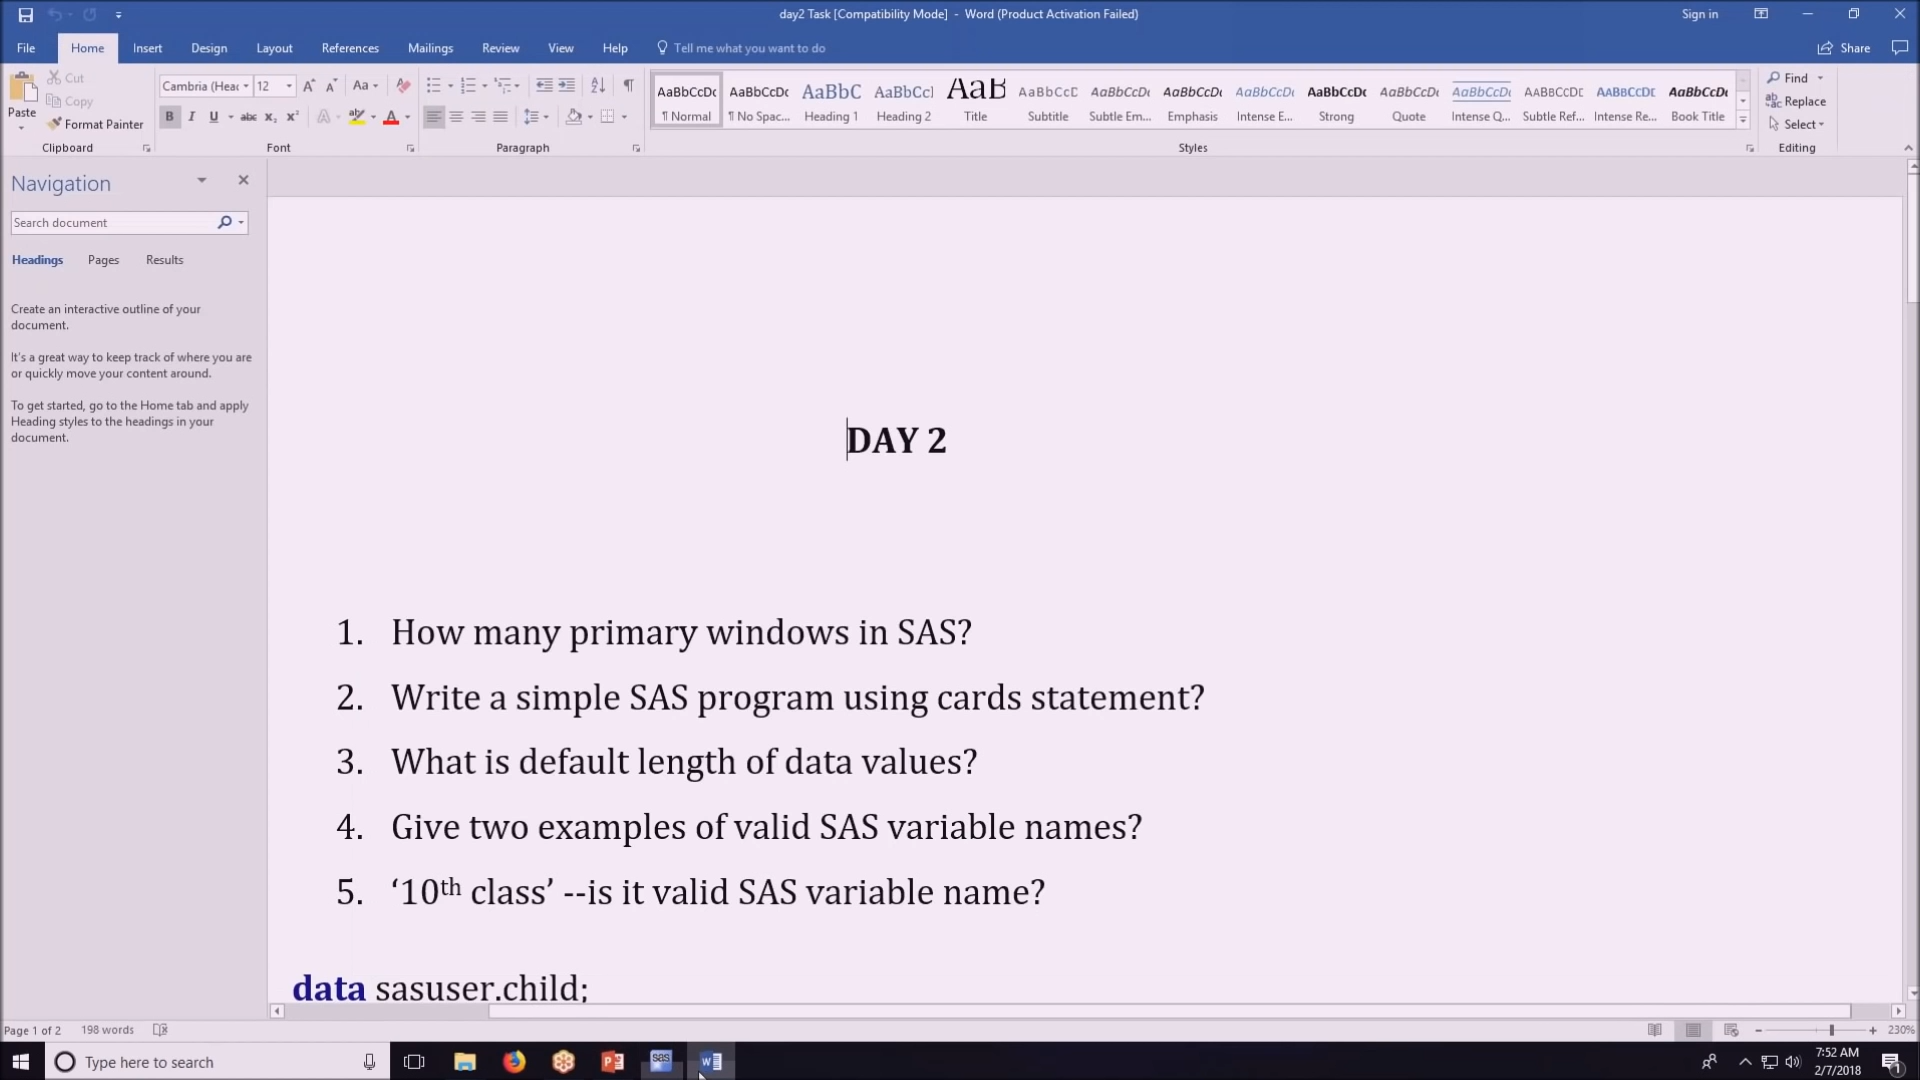 day2 Task [Compatibility Mode] - Word (Product Activation Failed)
Sign in
File Home Insert Design Layout References Mailings Review View Help Tell me what you want to do
Share
Paste
Cut
Copy
Format Painter
Clipboard
Cambria (Head 12
Aa
B I U abc x₂ x²
Font
Paragraph
AaBbCcDc AaBbCcDc AaBbC AaBbCcI AaB AaBbCcD AaBbCcDc AaBbCcDc AaBbCcDc AaBbCcDc AaBbCcDc AaBbCcDc AABBCCDE AABBCCDE AaBbCcDc
¶ Normal ¶ No Spac... Heading 1 Heading 2 Title Subtitle Subtle Em... Emphasis Intense E... Strong Quote Intense Q... Subtle Ref... Intense Re... Book Title
Styles
Find
Replace
Select
Editing
Navigation
Search document
Headings Pages Results
Create an interactive outline of your
document.
It's a great way to keep track of where you are
or quickly move your content around.
To get started, go to the Home tab and apply
Heading styles to the headings in your
document.
DAY 2
1. How many primary windows in SAS?
2. Write a simple SAS program using cards statement?
3. What is default length of data values?
4. Give two examples of valid SAS variable names?
5. ‘10th class’ --is it valid SAS variable name?
data sasuser.child;
Page 1 of 2 198 words
230%
Type here to search
7:52 AM
2/7/2018